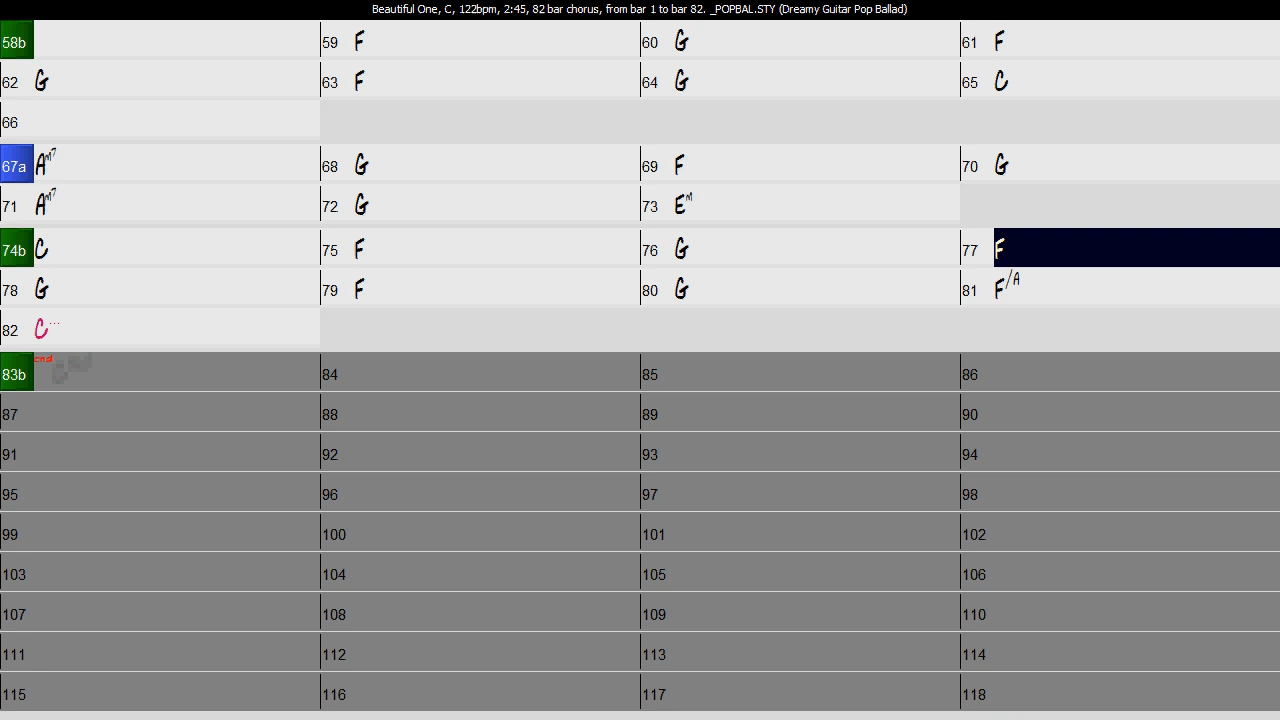 Beautiful One, C, 122bpm, 2:45, 82 bar chorus, from bar 1 to bar 82. _POPBAL.STY (Dreamy Guitar Pop Ballad)
58b 59 F 60 G 61 F
62 G 63 F 64 G 65 C
66
67a Am7 68 G 69 F 70 G
71 Am7 72 G 73 Em
74b C 75 F 76 G 77 F
78 G 79 F 80 G 81 F/A
82 C...
end
83b 84 85 86
87 88 89 90
91 92 93 94
95 96 97 98
99 100 101 102
103 104 105 106
107 108 109 110
111 112 113 114
115 116 117 118